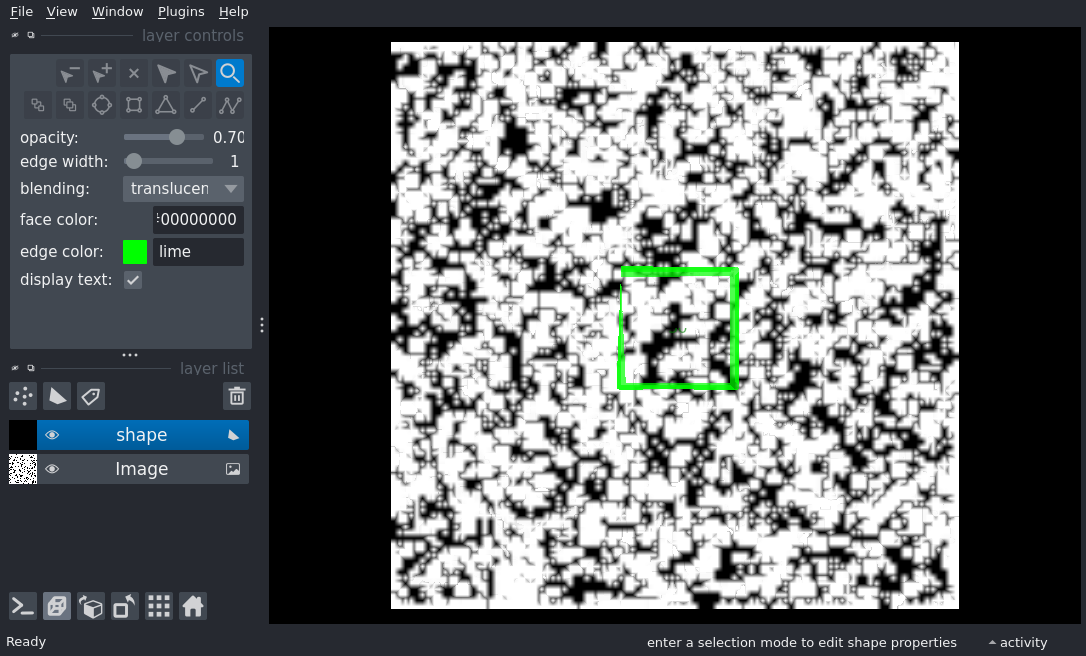 File View Window Plugins Help
layer controls
opacity: 0.70
edge width: 1
blending: translucen
face color: 00000000
edge color: lime
display text:
layer list
shape
Image
Ready
enter a selection mode to edit shape properties
activity